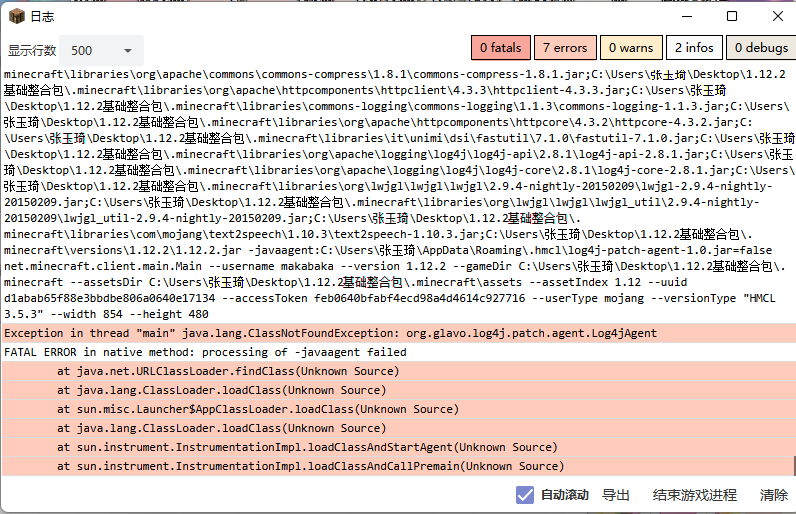 日志
显示行数
500
0 fatals
7 errors
0 warns
2 infos
0 debugs
minecraft\libraries\org\apache\commons\commons-compress\1.8.1\commons-compress-1.8.1.jar;C:\Users\张玉琦\Desktop\1.12.2
基础整合包\.minecraft\libraries\org\apache\httpcomponents\httpclient\4.3.3\httpclient-4.3.3.jar;C:\Users\张玉琦
\Desktop\1.12.2基础整合包\.minecraft\libraries\commons-logging\commons-logging\1.1.3\commons-logging-1.1.3.jar;C:\Users\
张玉琦\Desktop\1.12.2基础整合包\.minecraft\libraries\org\apache\httpcomponents\httpcore\4.3.2\httpcore-4.3.2.jar;C:
\Users\张玉琦\Desktop\1.12.2基础整合包\.minecraft\libraries\it\unimi\dsi\fastutil\7.1.0\fastutil-7.1.0.jar;C:\Users\张玉琦
\Desktop\1.12.2基础整合包\.minecraft\libraries\org\apache\logging\log4j\log4j-api\2.8.1\log4j-api-2.8.1.jar;C:\Users\张玉
琦\Desktop\1.12.2基础整合包\.minecraft\libraries\org\apache\logging\log4j\log4j-core\2.8.1\log4j-core-2.8.1.jar;C:\Users\
张玉琦\Desktop\1.12.2基础整合包\.minecraft\libraries\org\lwjgl\lwjgl\lwjgl\2.9.4-nightly-20150209\lwjgl-2.9.4-nightly-
20150209.jar;C:\Users\张玉琦\Desktop\1.12.2基础整合包\.minecraft\libraries\org\lwjgl\lwjgl\lwjgl_util\2.9.4-nightly-
20150209\lwjgl_util-2.9.4-nightly-20150209.jar;C:\Users\张玉琦\Desktop\1.12.2基础整合包\.
minecraft\libraries\com\mojang\text2speech\1.10.3\text2speech-1.10.3.jar;C:\Users\张玉琦\Desktop\1.12.2基础整合包\.
minecraft\versions\1.12.2\1.12.2.jar -javaagent:C:\Users\张玉琦\AppData\Roaming\.hmcl\log4j-patch-agent-1.0.jar=false
net.minecraft.client.main.Main --username makabaka --version 1.12.2 --gameDir C:\Users\张玉琦\Desktop\1.12.2基础整合包\.
minecraft --assetsDir C:\Users\张玉琦\Desktop\1.12.2基础整合包\.minecraft\assets --assetIndex 1.12 --uuid
d1abab65f88e3bbdbe806a0640e17134 --accessToken feb0640bfabf4ecd98a4d4614c927716 --userType mojang --versionType "HMCL
3.5.3" --width 854 --height 480
Exception in thread "main" java.lang.ClassNotFoundException: org.glavo.log4j.patch.agent.Log4jAgent
FATAL ERROR in native method: processing of -javaagent failed
at java.net.URLClassLoader.findClass(Unknown Source)
at java.lang.ClassLoader.loadClass(Unknown Source)
at sun.misc.Launcher$AppClassLoader.loadClass(Unknown Source)
at java.lang.ClassLoader.loadClass(Unknown Source)
at sun.instrument.InstrumentationImpl.loadClassAndStartAgent(Unknown Source)
at sun.instrument.InstrumentationImpl.loadClassAndCallPremain(Unknown Source)
自动滚动
导出
结束游戏进程
清除